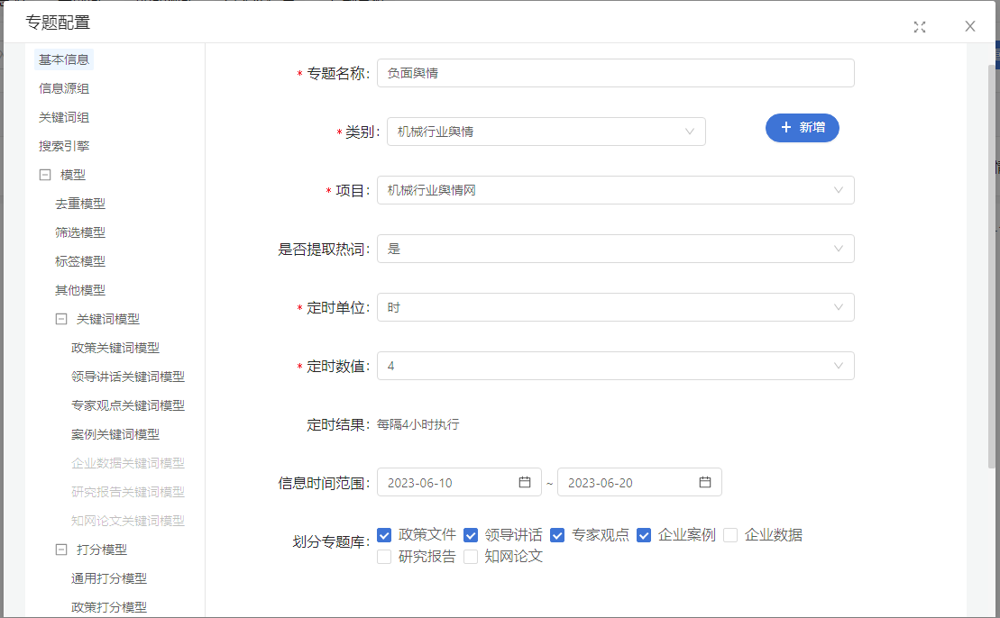 专题配置
基本信息
信息源组
关键词组
搜索引擎
模型
去重模型
筛选模型
标签模型
其他模型
关键词模型
政策关键词模型
领导讲话关键词模型
专家观点关键词模型
案例关键词模型
企业数据关键词模型
研究报告关键词模型
知网论文关键词模型
打分模型
通用打分模型
政策打分模型
* 专题名称: 负面舆情
* 类别: 机械行业舆情 + 新增
* 项目: 机械行业舆情网
是否提取热词: 是
* 定时单位: 时
* 定时数值: 4
定时结果: 每隔4小时执行
信息时间范围: 2023-06-10 ~ 2023-06-20
划分专题库: 政策文件 领导讲话 专家观点 企业案例 企业数据
研究报告 知网论文